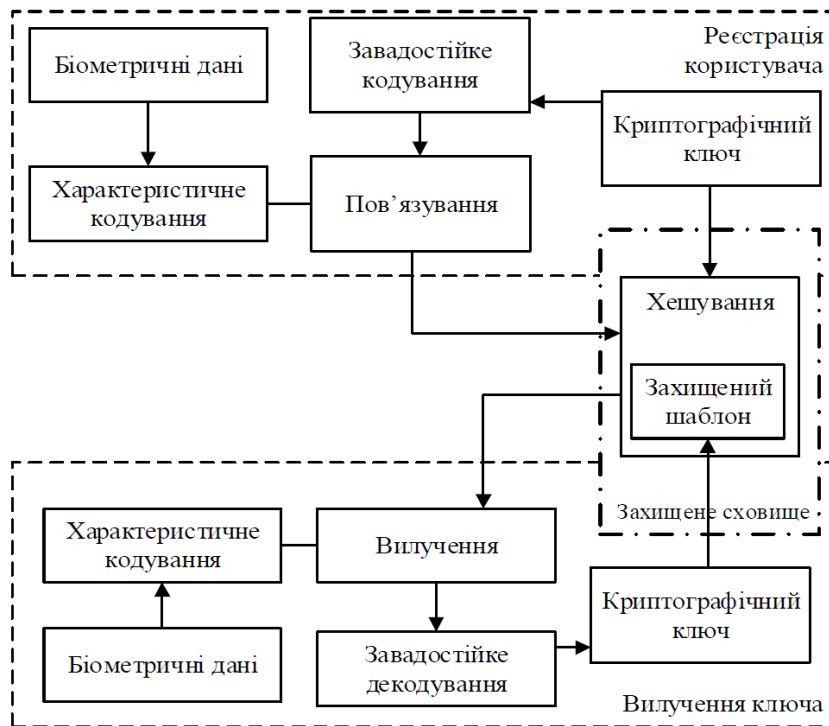 Біометричні дані
Завадостійке
кодування
Реєстрація
користувача
Криптографічний
ключ
Характеристичне
кодування
Пов’язування
Хешування
Захищений
шаблон
Захищене сховище
Характеристичне
кодування
Вилучення
Криптографічний
ключ
Біометричні дані
Завадостійке
декодування
Вилучення ключа